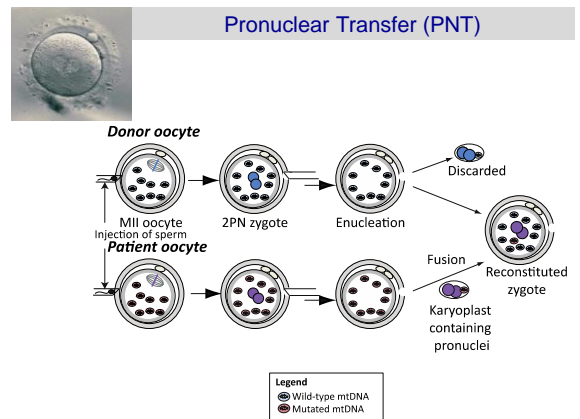 Pronuclear Transfer (PNT)
Donor oocyte
Discarded
MII oocyte
2PN zygote
Enucleation
Injection of sperm
Patient oocyte
Fusion
Reconstituted
zygote
Karyoplast
containing
pronuclei
Legend
Wild-type mtDNA
Mutated mtDNA